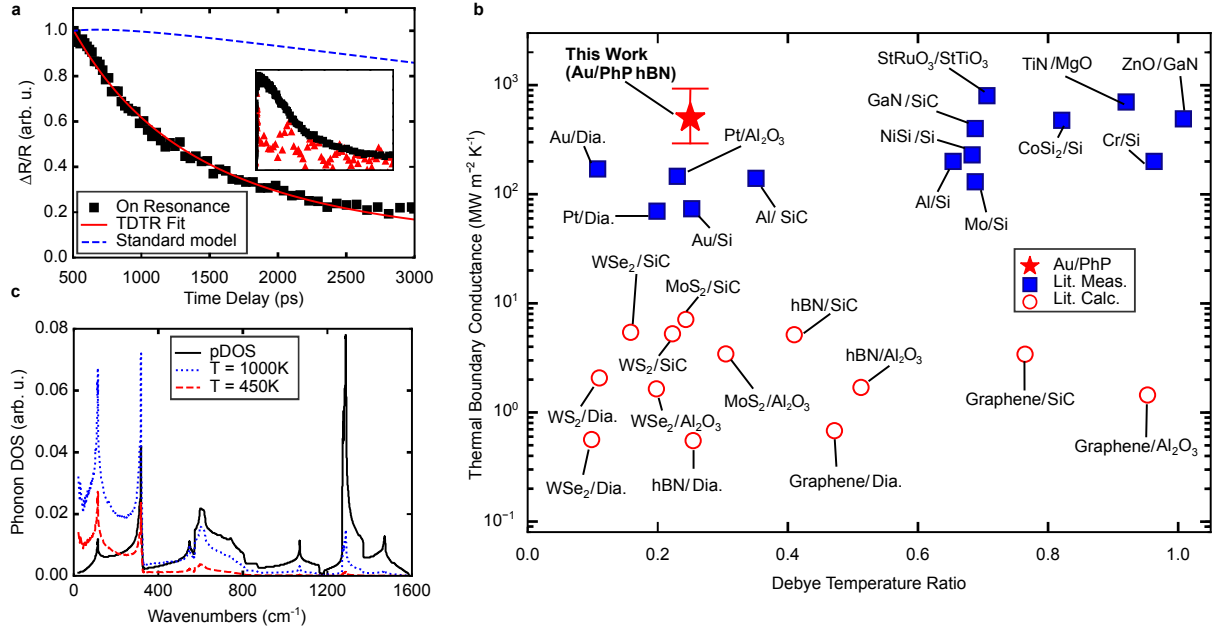 a
1.0
0.8
0.6
0.4
0.2
0.0
ΔR/R (arb. u.)
On Resonance
TDTR Fit
Standard model
500
1000
1500
2000
2500
3000
Time Delay (ps)
c
0.08
0.06
0.04
0.02
0.00
Phonon DOS (arb. u.)
pDOS
T = 1000K
T = 450K
0
400
800
1200
1600
Wavenumbers (cm⁻¹)
b
10³
10²
10¹
10⁰
10⁻¹
Thermal Boundary Conductance (MW m⁻² K⁻¹)
This Work
(Au/PhP hBN)
StRuO₃/StTiO₃
TiN/MgO
ZnO/GaN
GaN/SiC
NiSi/Si
CoSi₂/Si
Cr/Si
Au/Dia.
Pt/Al₂O₃
Al/Si
Mo/Si
Pt/Dia.
Au/Si
Al/ SiC
WSe₂/SiC
MoS₂/SiC
hBN/SiC
Au/PhP
Lit. Meas.
Lit. Calc.
WS₂/SiC
hBN/Al₂O₃
WS₂/Dia.
WSe₂/Al₂O₃
MoS₂/Al₂O₃
Graphene/SiC
Graphene/Al₂O₃
WSe₂/Dia.
hBN/Dia.
Graphene/Dia.
0.0
0.2
0.4
0.6
0.8
1.0
Debye Temperature Ratio